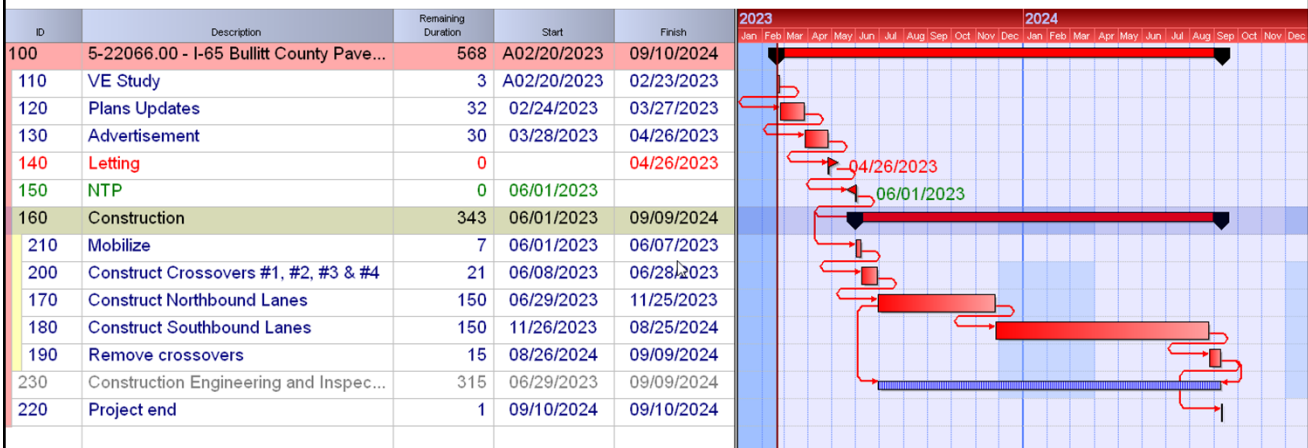 ID Description Remaining Duration Start Finish 2023 2024
Jan Feb Mar Apr May Jun Jul Aug Sep Oct Nov Dec Jan Feb Mar Apr May Jun Jul Aug Sep Oct Nov Dec
100 5-22066.00 - I-65 Bullitt County Pave... 568 A02/20/2023 09/10/2024
110 VE Study 3 A02/20/2023 02/23/2023
120 Plans Updates 32 02/24/2023 03/27/2023
130 Advertisement 30 03/28/2023 04/26/2023
140 Letting 0 04/26/2023 04/26/2023
150 NTP 0 06/01/2023 06/01/2023
160 Construction 343 06/01/2023 09/09/2024
210 Mobilize 7 06/01/2023 06/07/2023
200 Construct Crossovers #1, #2, #3 & #4 21 06/08/2023 06/28/2023
170 Construct Northbound Lanes 150 06/29/2023 11/25/2023
180 Construct Southbound Lanes 150 11/26/2023 08/25/2024
190 Remove crossovers 15 08/26/2024 09/09/2024
230 Construction Engineering and Inspec... 315 06/29/2023 09/09/2024
220 Project end 1 09/10/2024 09/10/2024